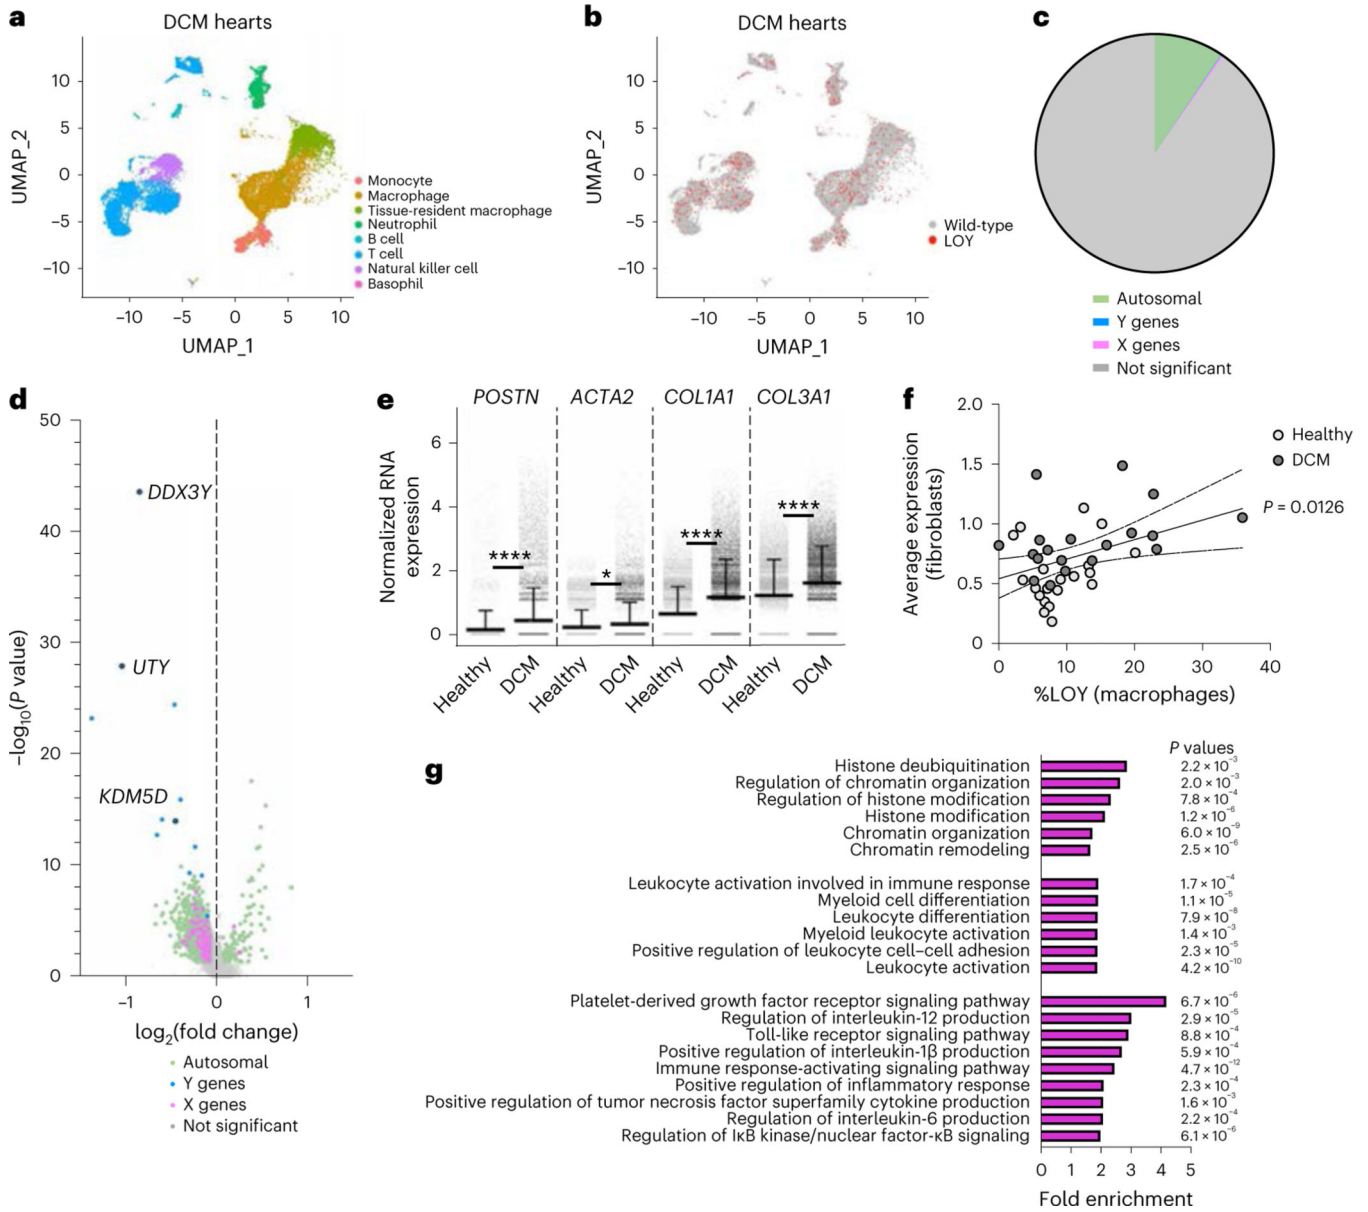 a
DCM hearts
UMAP_2
10
5
0
−5
−10
−10
−5
0
5
10
UMAP_1
Monocyte
Macrophage
Tissue-resident macrophage
Neutrophil
B cell
T cell
Natural killer cell
Basophil
b
DCM hearts
UMAP_2
10
5
0
−5
−10
−10
−5
0
5
10
UMAP_1
Wild-type
LOY
c
Autosomal
Y genes
X genes
Not significant
d
−log10(P value)
50
40
30
20
10
0
DDX3Y
UTY
KDM5D
−1
0
1
log2(fold change)
Autosomal
Y genes
X genes
Not significant
e
POSTN
ACTA2
COL1A1
COL3A1
Normalized RNA
expression
6
4
2
0
****
*
****
****
Healthy
DCM
Healthy
DCM
Healthy
DCM
Healthy
DCM
f
Average expression
(fibroblasts)
2.0
1.5
1.0
0.5
0
0
10
20
30
40
%LOY (macrophages)
Healthy
DCM
P = 0.0126
g
P values
Histone deubiquitination 2.2 × 10⁻³
Regulation of chromatin organization 2.0 × 10⁻³
Regulation of histone modification 7.8 × 10⁻⁴
Histone modification 1.2 × 10⁻⁶
Chromatin organization 6.0 × 10⁻⁹
Chromatin remodeling 2.5 × 10⁻⁶
Leukocyte activation involved in immune response 1.7 × 10⁻⁴
Myeloid cell differentiation 1.1 × 10⁻⁵
Leukocyte differentiation 7.9 × 10⁻⁸
Myeloid leukocyte activation 1.4 × 10⁻³
Positive regulation of leukocyte cell–cell adhesion 2.3 × 10⁻⁵
Leukocyte activation 4.2 × 10⁻¹⁰
Platelet-derived growth factor receptor signaling pathway 6.7 × 10⁻⁶
Regulation of interleukin-12 production 2.9 × 10⁻⁵
Toll-like receptor signaling pathway 8.8 × 10⁻⁴
Positive regulation of interleukin-1β production 5.9 × 10⁻⁴
Immune response-activating signaling pathway 4.7 × 10⁻¹²
Positive regulation of inflammatory response 2.3 × 10⁻⁴
Positive regulation of tumor necrosis factor superfamily cytokine production 1.6 × 10⁻³
Regulation of interleukin-6 production 2.2 × 10⁻⁴
Regulation of IκB kinase/nuclear factor-κB signaling 6.1 × 10⁻⁶
0
1
2
3
4
5
Fold enrichment